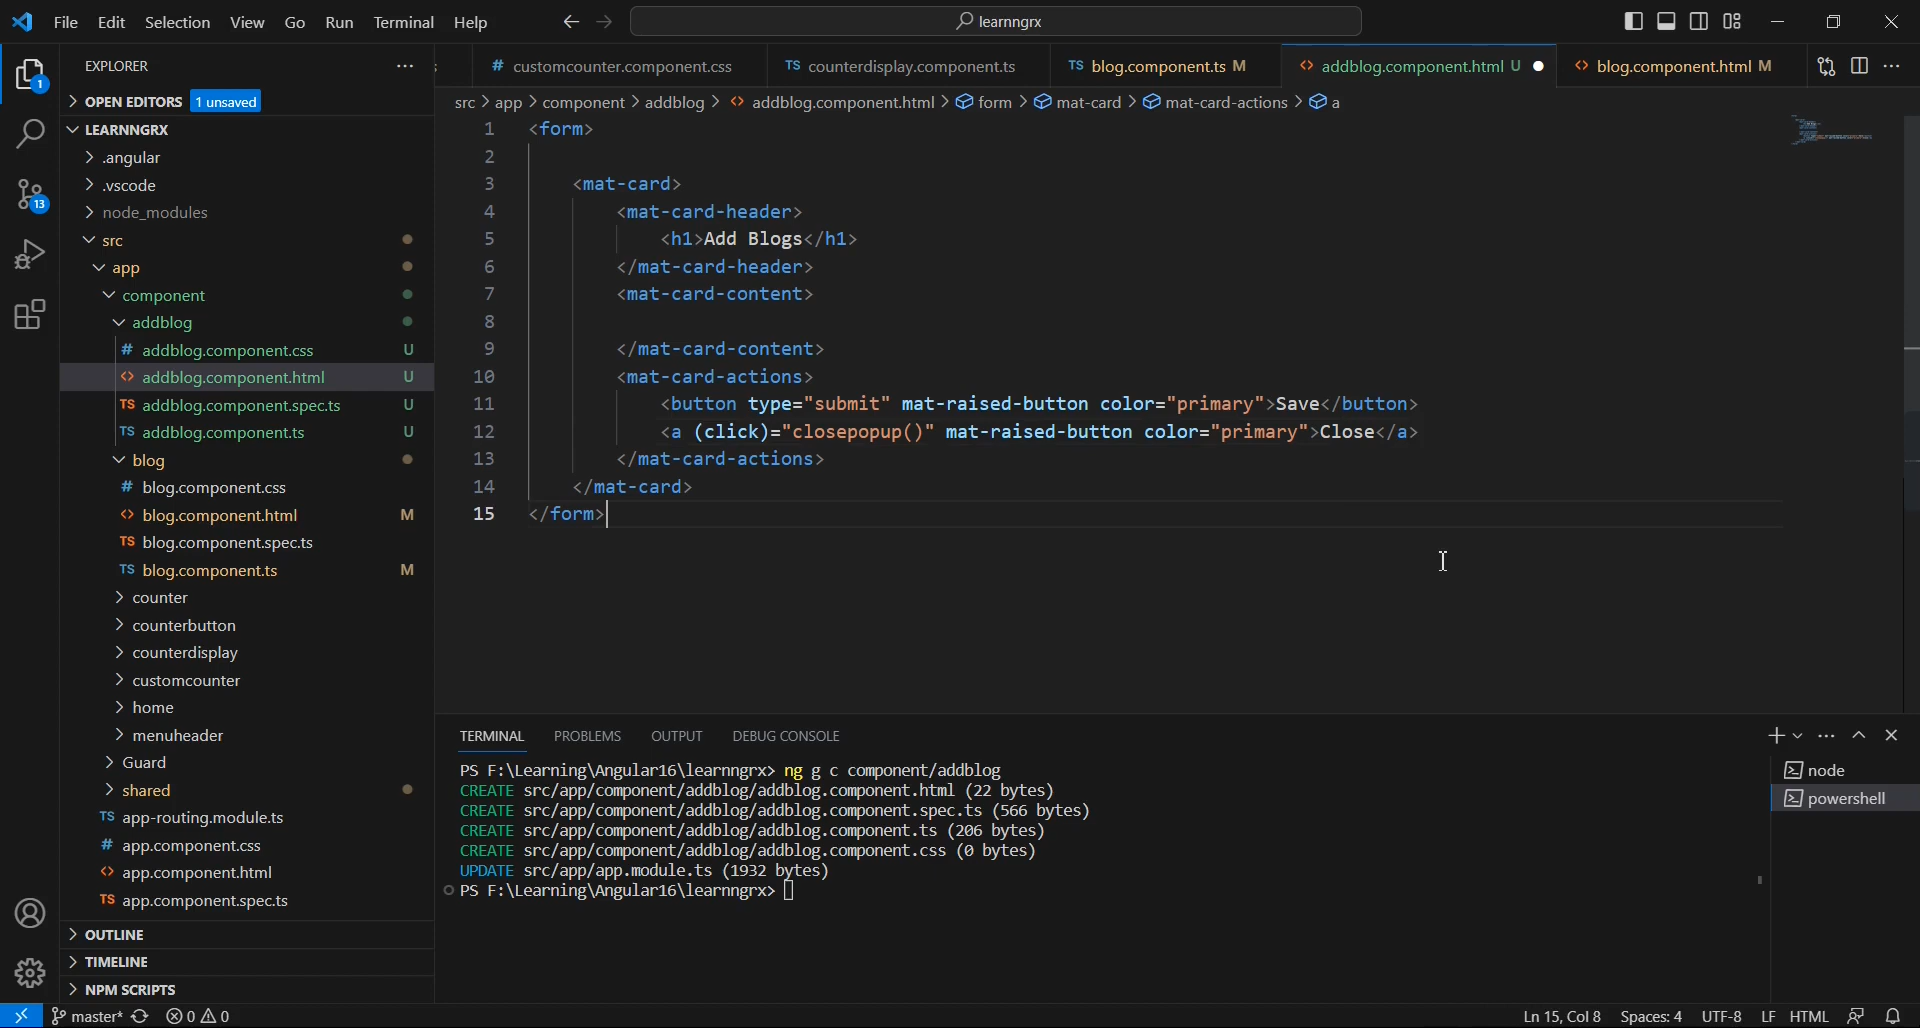 File Edit Selection View Go Run Terminal Help
learnngrx
EXPLORER
OPEN EDITORS 1 unsaved
LEARNNGRX
.angular
.vscode
node_modules
src
app
component
addblog
# addblog.component.css U
<> addblog.component.html U
TS addblog.component.spec.ts U
TS addblog.component.ts U
blog
# blog.component.css
<> blog.component.html M
TS blog.component.spec.ts
TS blog.component.ts M
counter
counterbutton
counterdisplay
customcounter
home
menuheader
Guard
shared
TS app-routing.module.ts
# app.component.css
<> app.component.html
TS app.component.spec.ts
OUTLINE
TIMELINE
NPM SCRIPTS
1
13
# customcounter.component.css TS counterdisplay.component.ts TS blog.component.ts M <> addblog.component.html U <> blog.component.html M
src > app > component > addblog > <> addblog.component.html > form > mat-card > mat-card-actions > a
1 <form>
2
3 <mat-card>
4 <mat-card-header>
5 <h1>Add Blogs</h1>
6 </mat-card-header>
7 <mat-card-content>
8
9 </mat-card-content>
10 <mat-card-actions>
11 <button type="submit" mat-raised-button color="primary">Save</button>
12 <a (click)="closepopup()" mat-raised-button color="primary">Close</a>
13 </mat-card-actions>
14 </mat-card>
15 </form>
TERMINAL PROBLEMS OUTPUT DEBUG CONSOLE
PS F:\Learning\Angular16\learnngrx> ng g c component/addblog
CREATE src/app/component/addblog/addblog.component.html (22 bytes)
CREATE src/app/component/addblog/addblog.component.spec.ts (566 bytes)
CREATE src/app/component/addblog/addblog.component.ts (206 bytes)
CREATE src/app/component/addblog/addblog.component.css (0 bytes)
UPDATE src/app/app.module.ts (1932 bytes)
PS F:\Learning\Angular16\learnngrx>
node
powershell
master* 0 0 Ln 15, Col 8 Spaces: 4 UTF-8 LF HTML